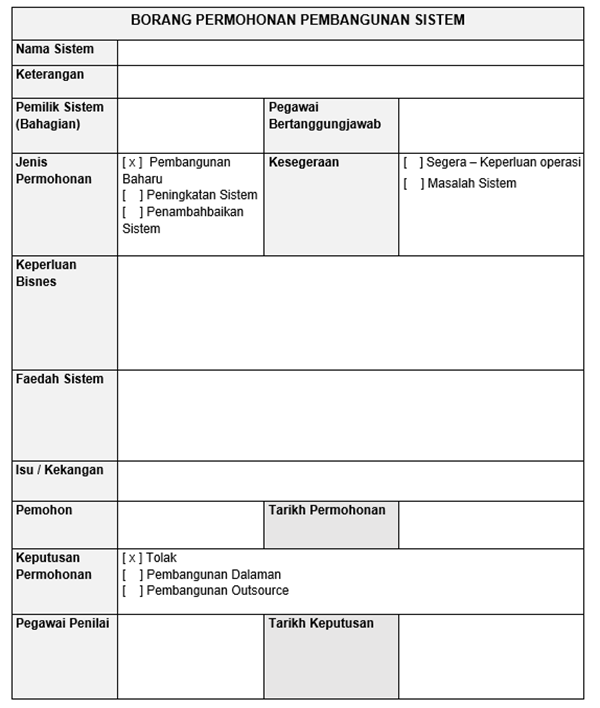 BORANG PERMOHONAN PEMBANGUNAN SISTEM
Nama Sistem
Keterangan
Pemilik Sistem
(Bahagian)
Pegawai
Bertanggungjawab
Jenis
Permohonan
[ x ] Pembangunan
Baharu
[ ] Peningkatan Sistem
[ ] Penambahbaikan
Sistem
Kesegeraan
[ ] Segera – Keperluan operasi
[ ] Masalah Sistem
Keperluan
Bisnes
Faedah Sistem
Isu / Kekangan
Pemohon
Tarikh Permohonan
Keputusan
Permohonan
[ x ] Tolak
[ ] Pembangunan Dalaman
[ ] Pembangunan Outsource
Pegawai Penilai
Tarikh Keputusan